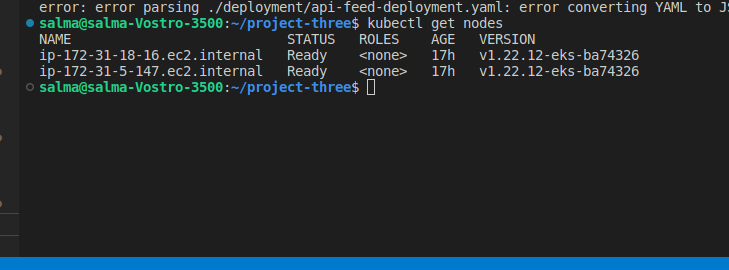 error: error parsing ./deployment/api-feed-deployment.yaml: error converting YAML to JS
salma@salma-Vostro-3500:~/project-three$ kubectl get nodes
NAME STATUS ROLES AGE VERSION
ip-172-31-18-16.ec2.internal Ready <none> 17h v1.22.12-eks-ba74326
ip-172-31-5-147.ec2.internal Ready <none> 17h v1.22.12-eks-ba74326
salma@salma-Vostro-3500:~/project-three$